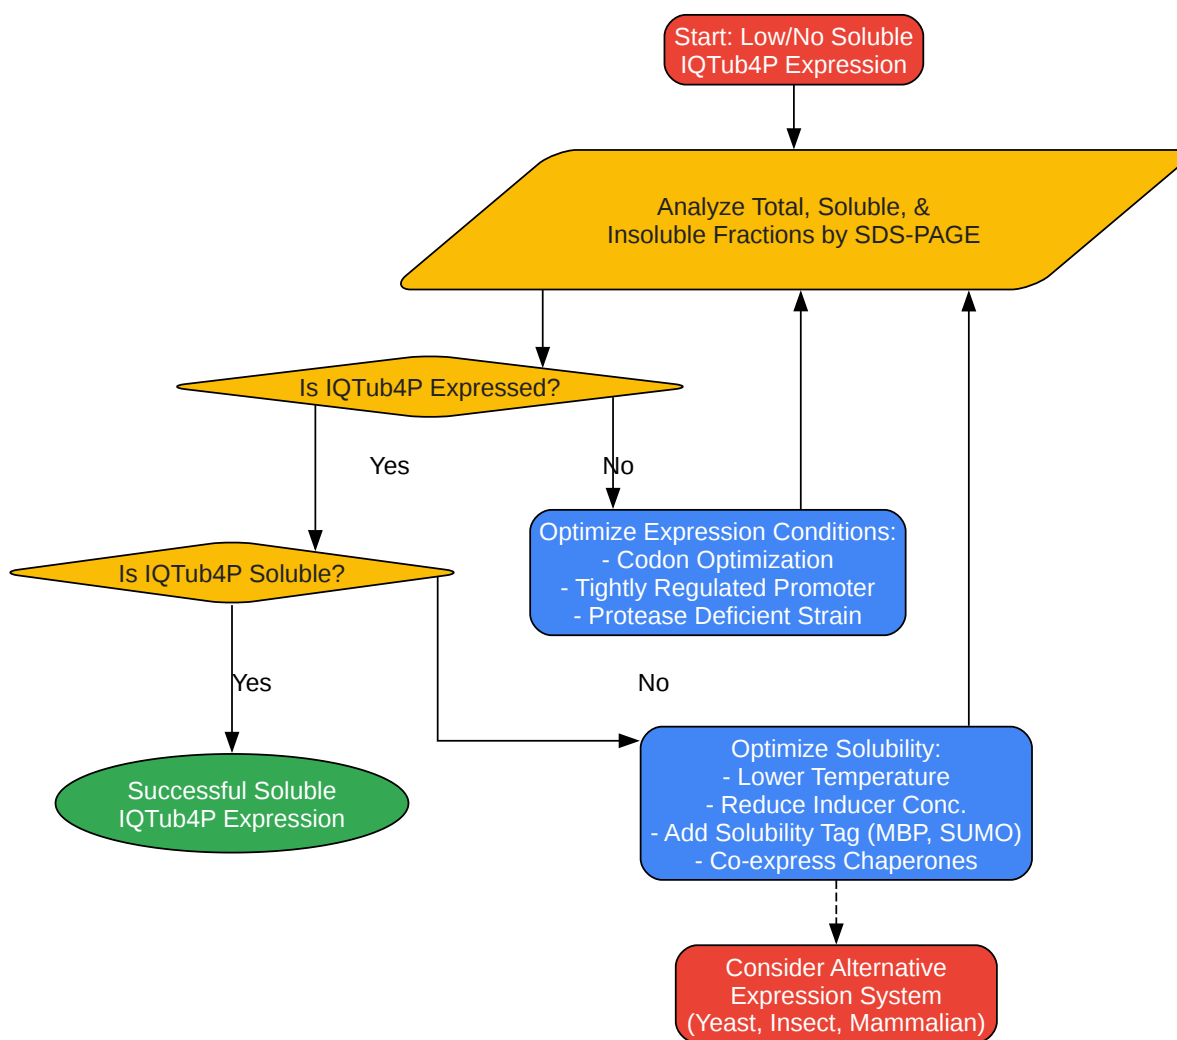 Start: Low/No Soluble
IQTub4P Expression
Analyze Total, Soluble, &
Insoluble Fractions by SDS-PAGE
Is IQTub4P Expressed?
Yes
No
Optimize Expression Conditions:
- Codon Optimization
- Tightly Regulated Promoter
- Protease Deficient Strain
Is IQTub4P Soluble?
Yes
No
Successful Soluble
IQTub4P Expression
Optimize Solubility:
- Lower Temperature
- Reduce Inducer Conc.
- Add Solubility Tag (MBP, SUMO)
- Co-express Chaperones
Consider Alternative
Expression System
(Yeast, Insect, Mammalian)